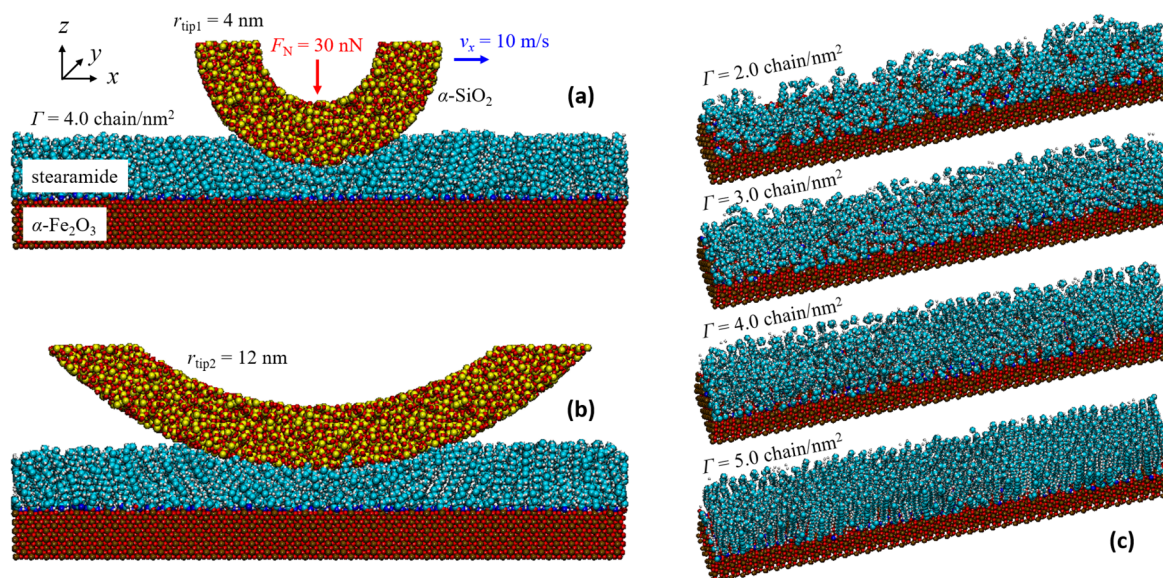 z
y
x
r_tip1 = 4 nm
F_N = 30 nN
v_x = 10 m/s
α-SiO₂
(a)
Γ = 4.0 chain/nm²
stearamide
α-Fe₂O₃
r_tip2 = 12 nm
(b)
Γ = 2.0 chain/nm²
Γ = 3.0 chain/nm²
Γ = 4.0 chain/nm²
Γ = 5.0 chain/nm²
(c)